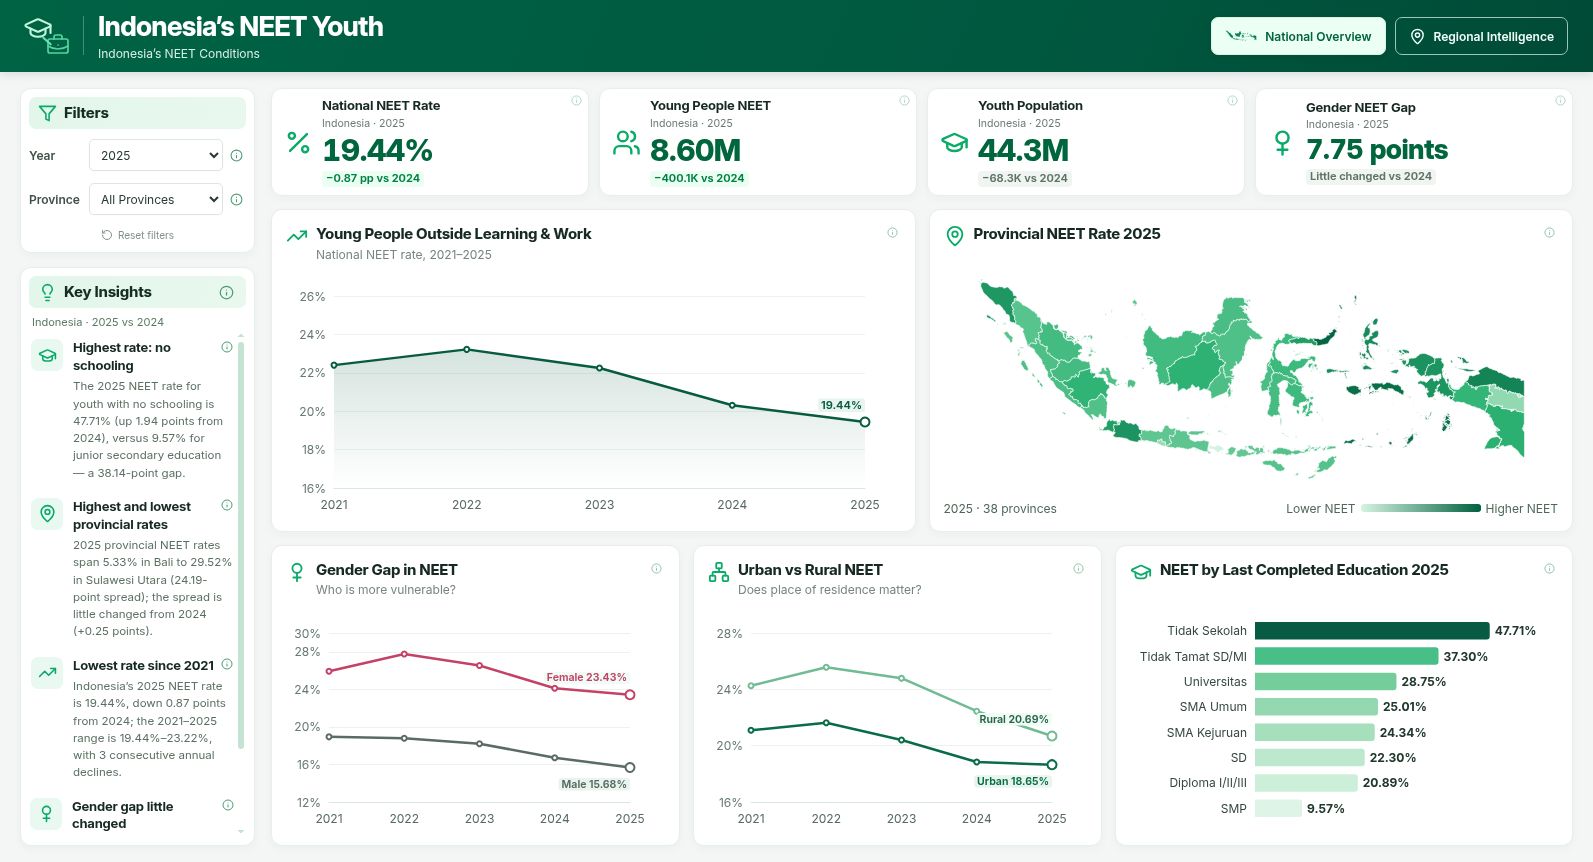 Indonesia’s NEET Youth
Indonesia’s NEET Conditions
National Overview
Regional Intelligence
Filters
Year
2025
Province
All Provinces
Reset filters
Key Insights
Indonesia · 2025 vs 2024
Highest rate: no
schooling
The 2025 NEET rate for
youth with no schooling is
47.71% (up 1.94 points from
2024), versus 9.57% for
junior secondary education
— a 38.14-point gap.
Highest and lowest
provincial rates
2025 provincial NEET rates
span 5.33% in Bali to 29.52%
in Sulawesi Utara (24.19-
point spread); the spread is
little changed from 2024
(+0.25 points).
Lowest rate since 2021
Indonesia’s 2025 NEET rate
is 19.44%, down 0.87 points
from 2024; the 2021–2025
range is 19.44%–23.22%,
with 3 consecutive annual
declines.
Gender gap little
changed
National NEET Rate
Indonesia · 2025
19.44%
−0.87 pp vs 2024
Young People NEET
Indonesia · 2025
8.60M
−400.1K vs 2024
Youth Population
Indonesia · 2025
44.3M
−68.3K vs 2024
Gender NEET Gap
Indonesia · 2025
7.75 points
Little changed vs 2024
Young People Outside Learning & Work
National NEET rate, 2021–2025
26%
24%
22%
20%
18%
16%
19.44%
2021 2022 2023 2024 2025
Provincial NEET Rate 2025
2025 · 38 provinces
Lower NEET
Higher NEET
Gender Gap in NEET
Who is more vulnerable?
30%
28%
24%
20%
16%
12%
Female 23.43%
Male 15.68%
2021 2022 2023 2024 2025
Urban vs Rural NEET
Does place of residence matter?
28%
24%
20%
16%
Rural 20.69%
Urban 18.65%
2021 2022 2023 2024 2025
NEET by Last Completed Education 2025
Tidak Sekolah 47.71%
Tidak Tamat SD/MI 37.30%
Universitas 28.75%
SMA Umum 25.01%
SMA Kejuruan 24.34%
SD 22.30%
Diploma I/II/III 20.89%
SMP 9.57%